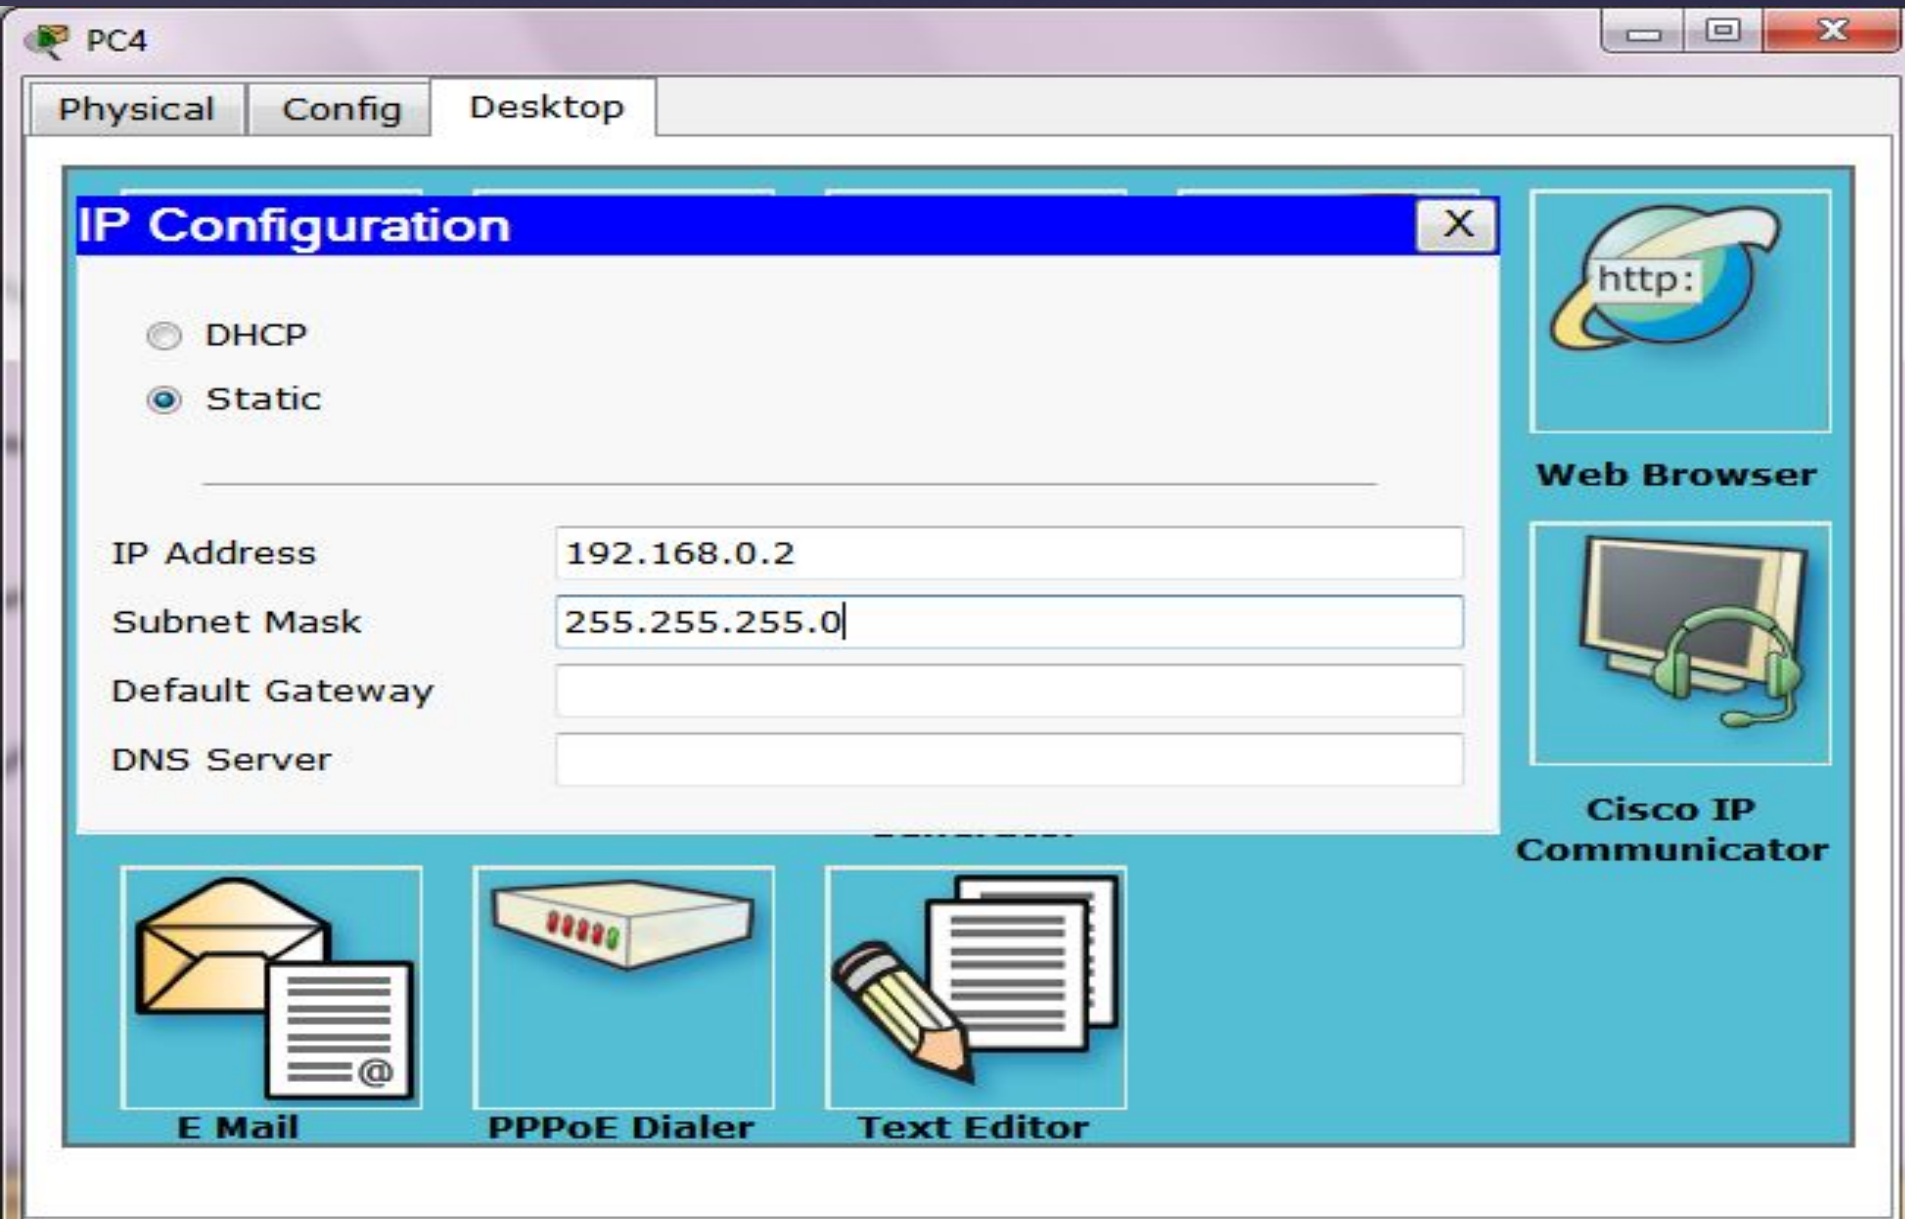 PC4
Physical Config Desktop
IP Configuration X
DHCP
Static
IP Address 192.168.0.2
Subnet Mask 255.255.255.0
Default Gateway
DNS Server
http:
Web Browser
Cisco IP
Communicator
@
E Mail PPPoE Dialer Text Editor